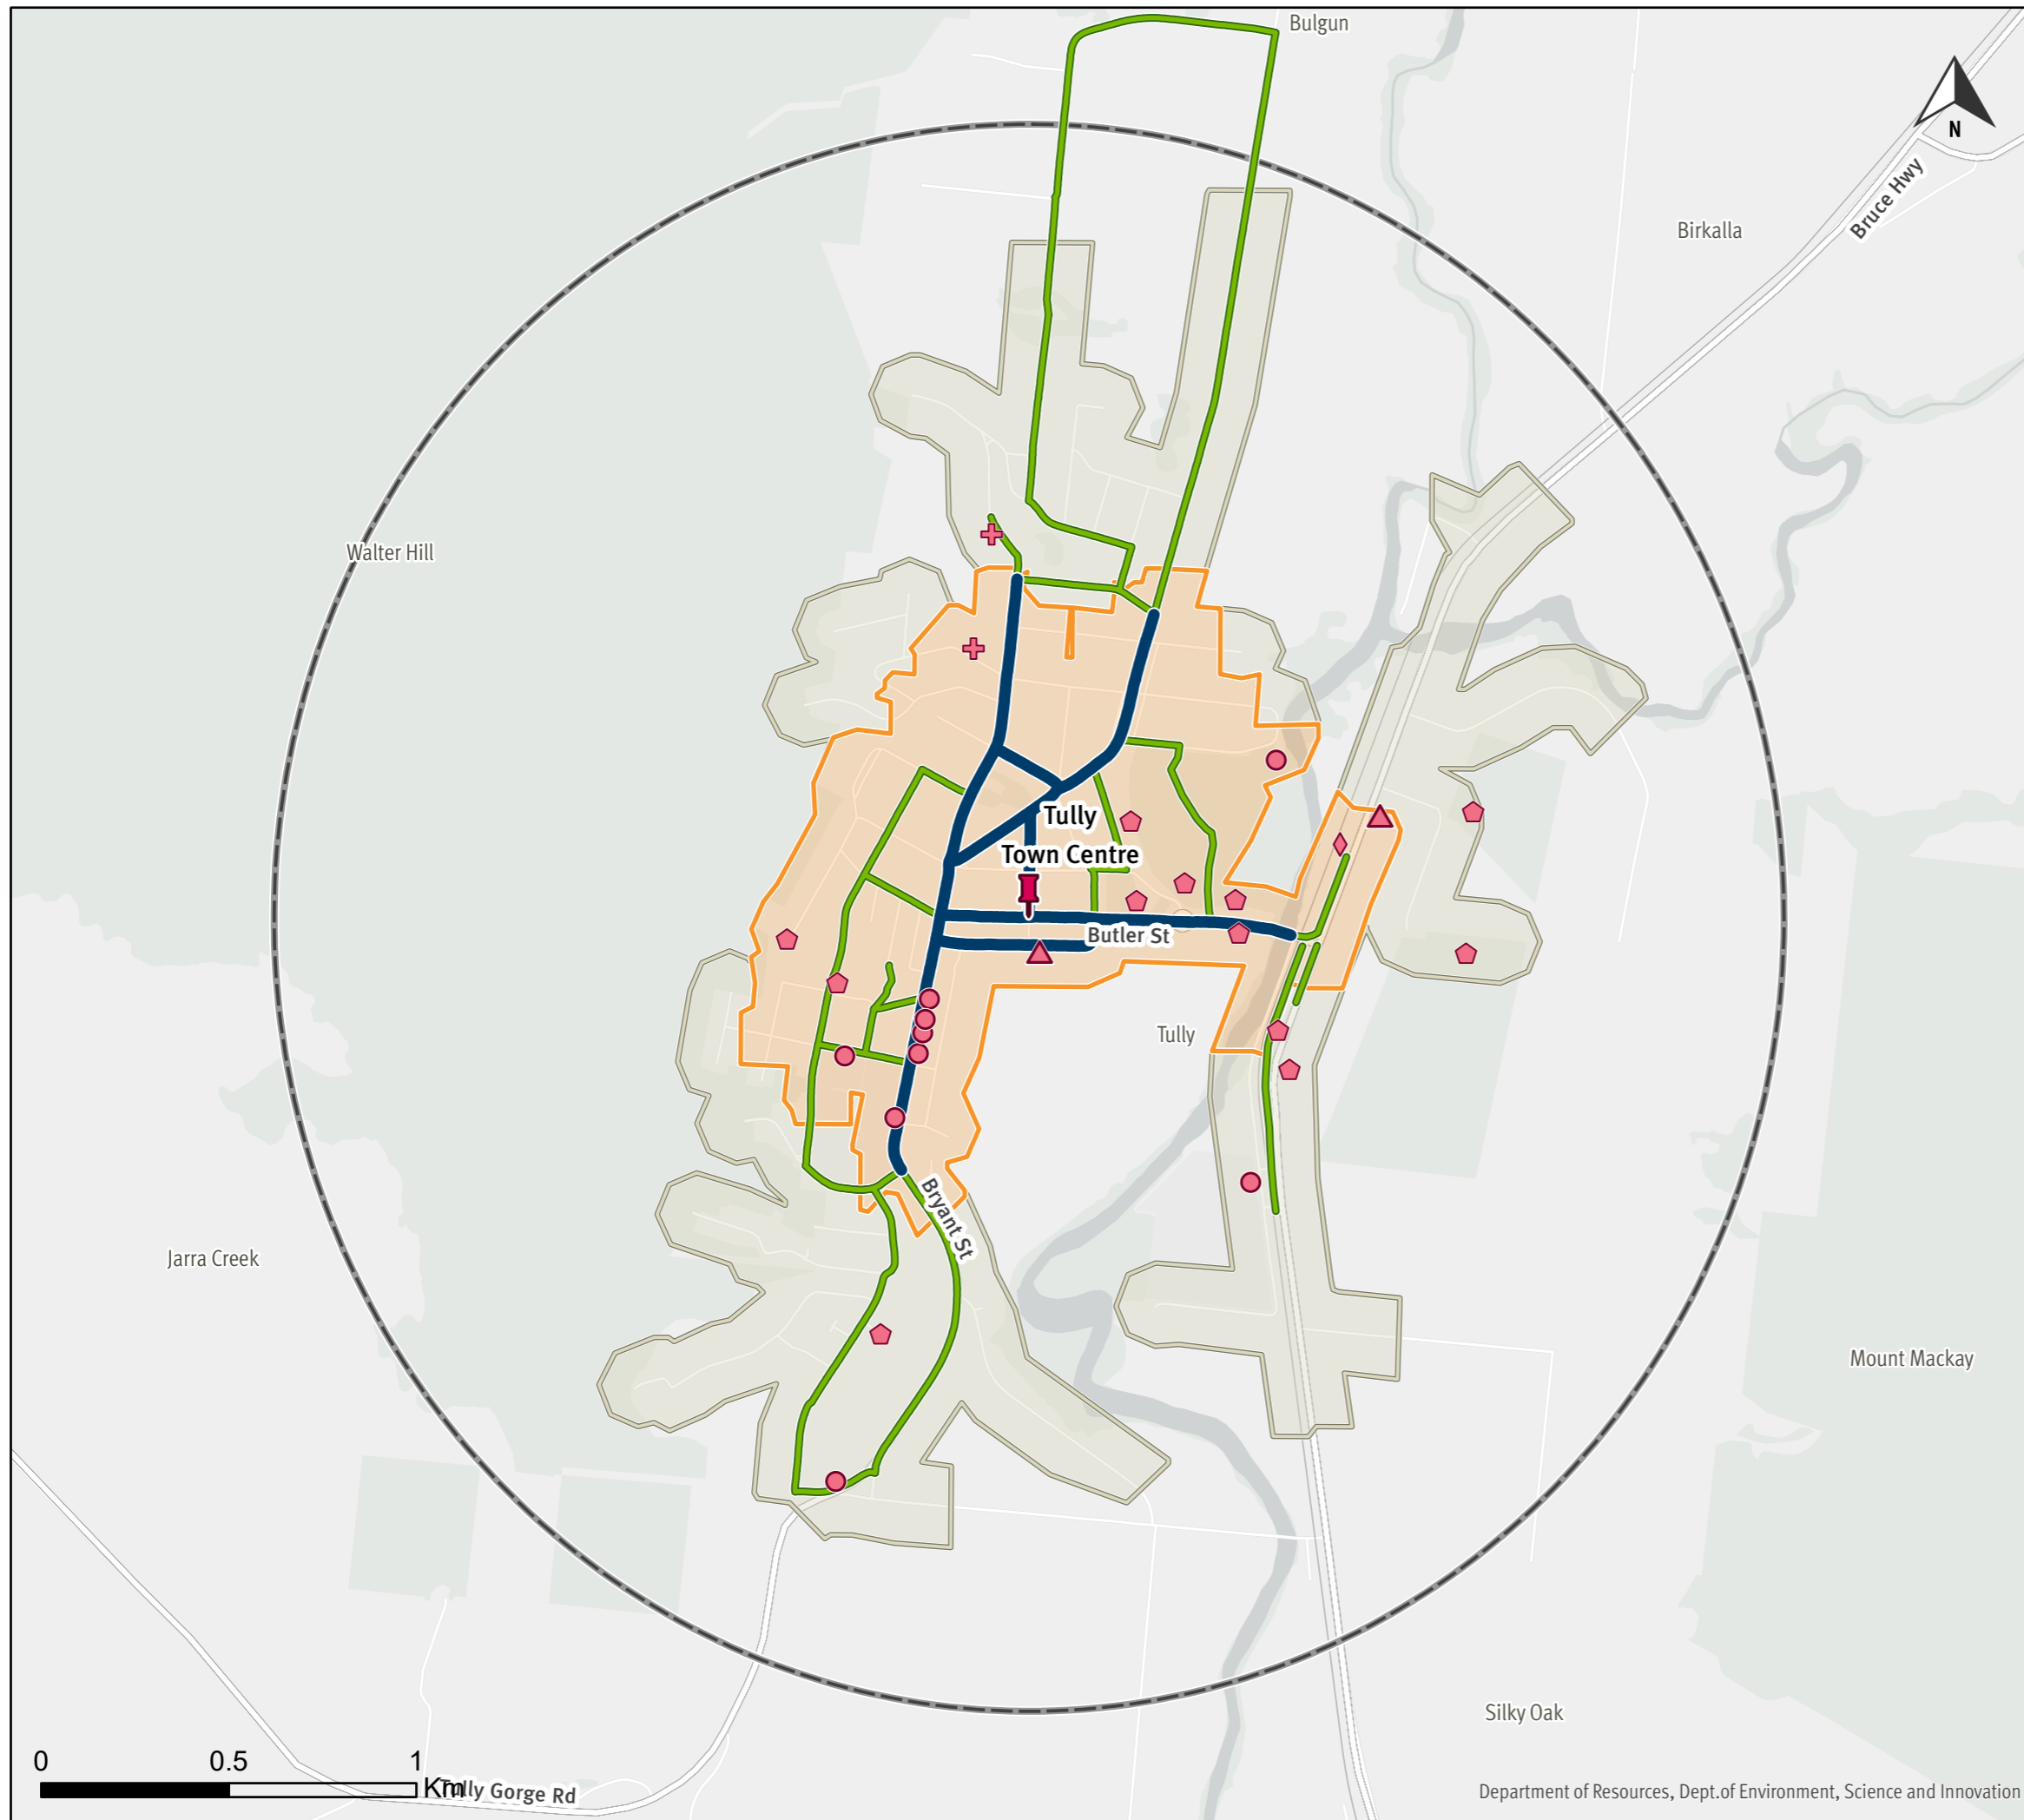 Bulgun
N
Bruce Hwy
Birkalla
Walter Hill
Tully
Town Centre
Butler St
Tully
Bryant St
Jarra Creek
Mount Mackay
Silky Oak
0 0.5 1
Km
Tully Gorge Rd
Department of Resources, Dept.of Environment, Science and Innovation